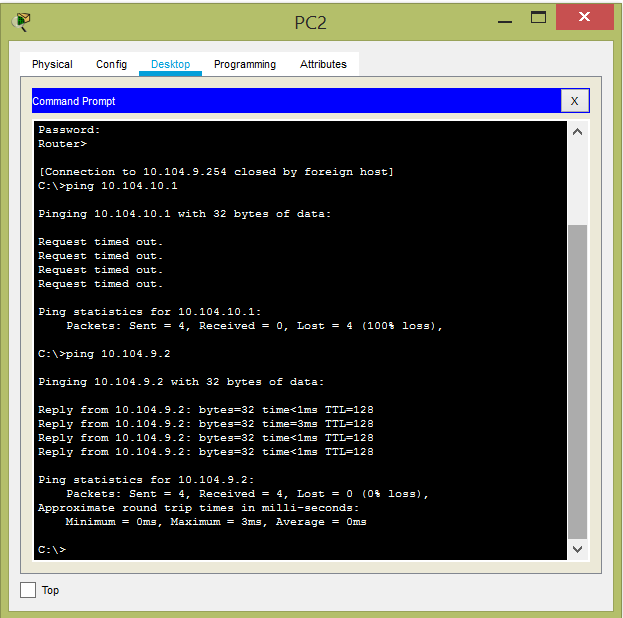 PC2
Physical Config Desktop Programming Attributes
Command Prompt X
Password:
Router>
[Connection to 10.104.9.254 closed by foreign host]
C:\>ping 10.104.10.1
Pinging 10.104.10.1 with 32 bytes of data:
Request timed out.
Request timed out.
Request timed out.
Request timed out.
Ping statistics for 10.104.10.1:
    Packets: Sent = 4, Received = 0, Lost = 4 (100% loss),
C:\>ping 10.104.9.2
Pinging 10.104.9.2 with 32 bytes of data:
Reply from 10.104.9.2: bytes=32 time<1ms TTL=128
Reply from 10.104.9.2: bytes=32 time=3ms TTL=128
Reply from 10.104.9.2: bytes=32 time<1ms TTL=128
Reply from 10.104.9.2: bytes=32 time<1ms TTL=128
Ping statistics for 10.104.9.2:
    Packets: Sent = 4, Received = 4, Lost = 0 (0% loss),
Approximate round trip times in milli-seconds:
    Minimum = 0ms, Maximum = 3ms, Average = 0ms
C:\>
Top